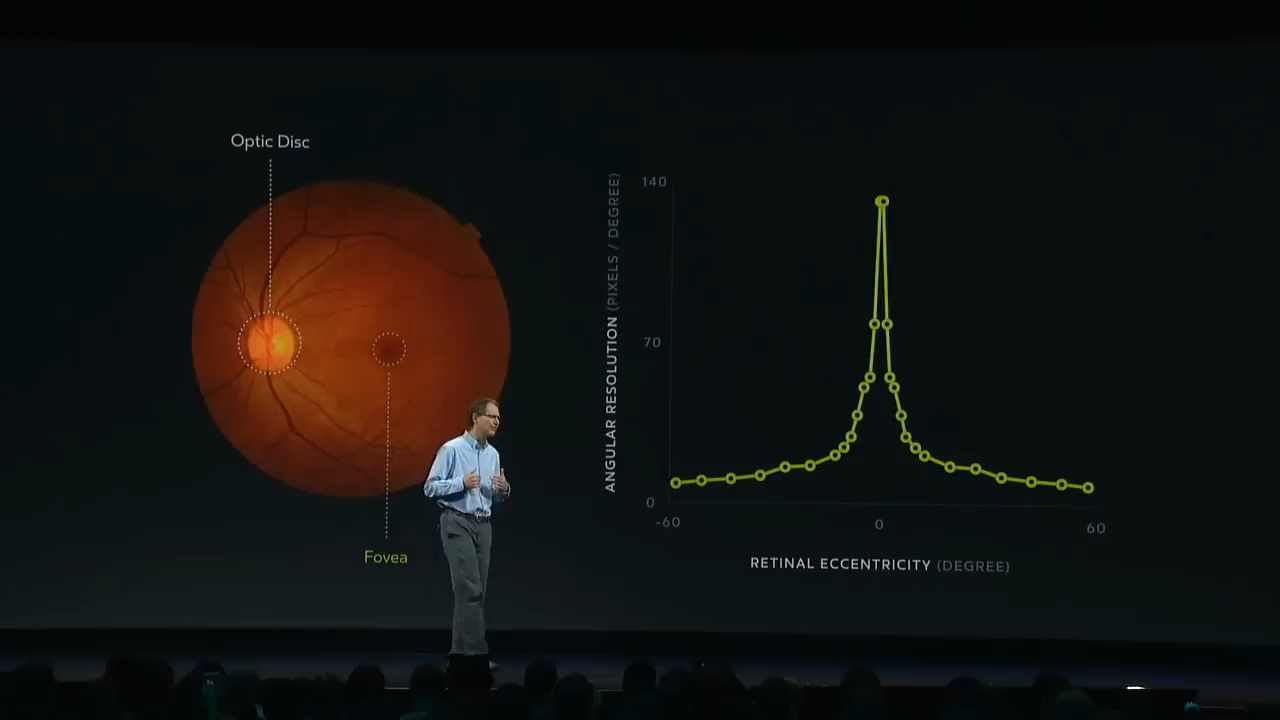 Optic Disc
Fovea
ANGULAR RESOLUTION (PIXELS / DEGREE)
140
70
0
-60
0
60
RETINAL ECCENTRICITY (DEGREE)